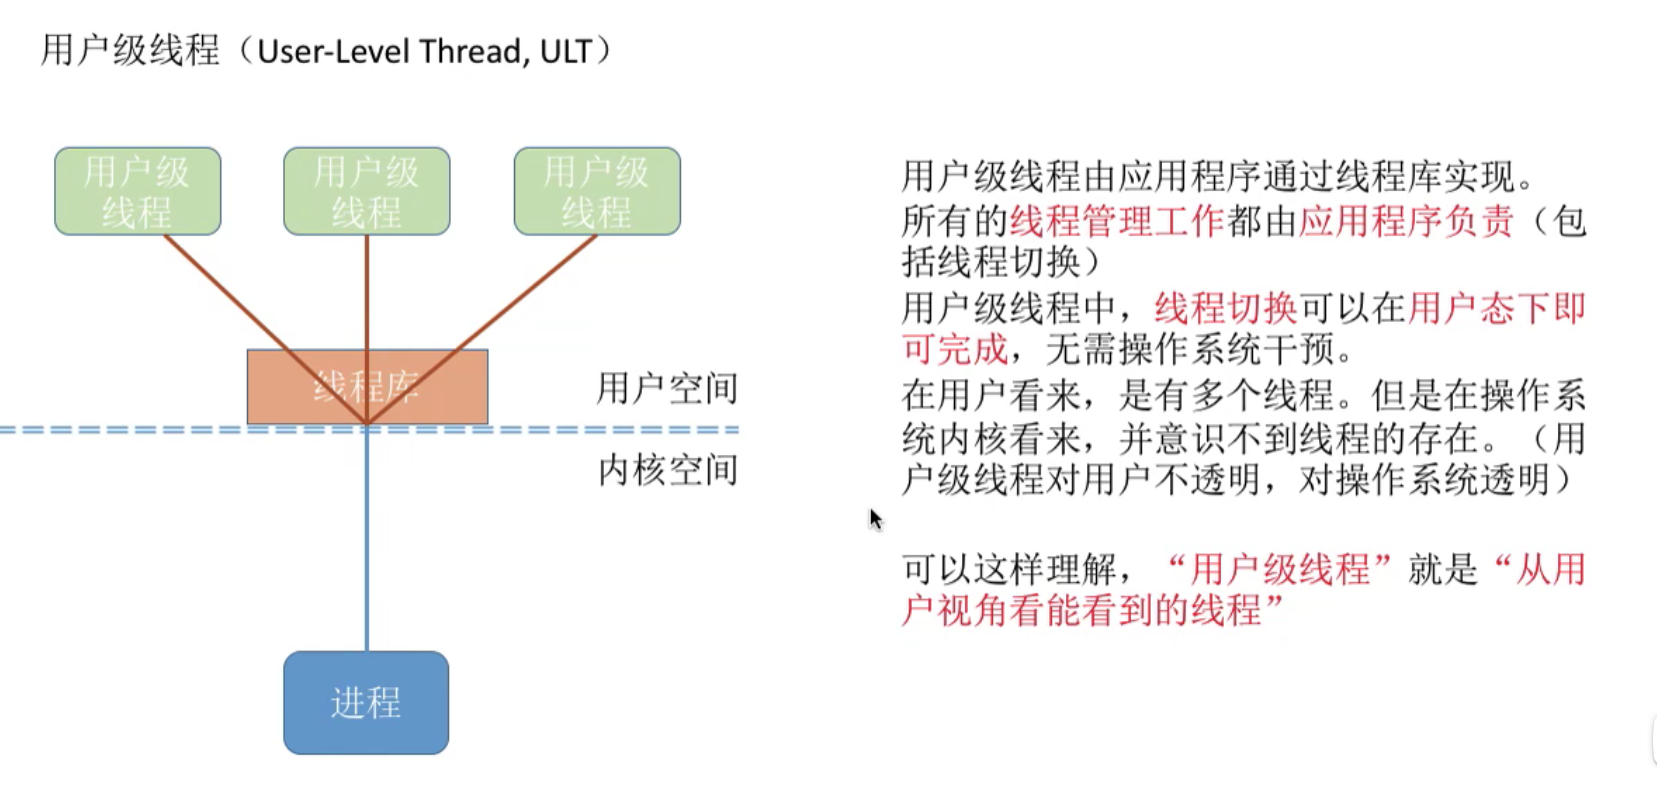 用户级线程（User-Level Thread, ULT）
用户级
线程
用户级
线程
用户级
线程
线程库
用户空间
内核空间
进程
用户级线程由应用程序通过线程库实现。
所有的线程管理工作都由应用程序负责（包
括线程切换）
用户级线程中，线程切换可以在用户态下即
可完成，无需操作系统干预。
在用户看来，是有多个线程。但是在操作系
统内核看来，并意识不到线程的存在。（用
户级线程对用户不透明，对操作系统透明）
可以这样理解，“用户级线程”就是“从用
户视角看能看到的线程”